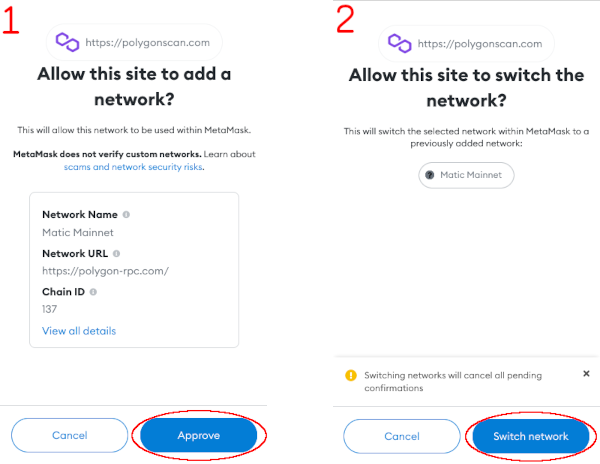 1
https://polygonscan.com
Allow this site to add a
network?
This will allow this network to be used within MetaMask.
MetaMask does not verify custom networks. Learn about
scams and network security risks.
Network Name
Matic Mainnet
Network URL
https://polygon-rpc.com/
Chain ID
137
View all details
Cancel
Approve
2
https://polygonscan.com
Allow this site to switch the
network?
This will switch the selected network within MetaMask to a
previously added network:
? Matic Mainnet
Switching networks will cancel all pending
confirmations
Cancel
Switch network